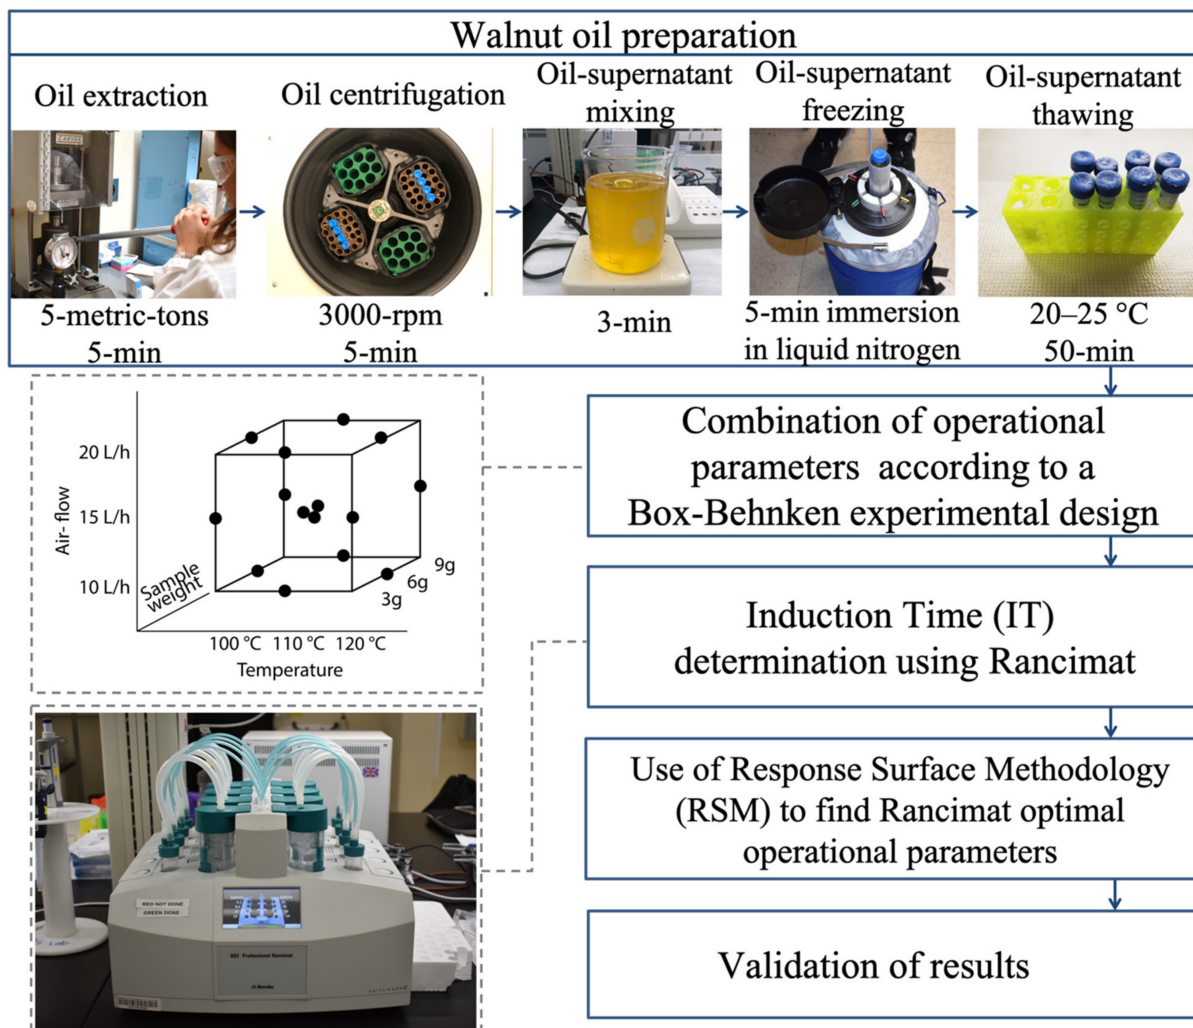 Walnut oil preparation
Oil extraction
Oil centrifugation
Oil-supernatant
mixing
Oil-supernatant
freezing
Oil-supernatant
thawing
CARVER
5-metric-tons
5-min
3000-rpm
5-min
3-min
5-min immersion
in liquid nitrogen
20–25 °C
50-min
Combination of operational
parameters according to a
Box-Behnken experimental design
20 L/h
15 L/h
10 L/h
Air- flow
Sample
weight
9g
6g
3g
100 °C 110 °C 120 °C
Temperature
Induction Time (IT)
determination using Rancimat
Use of Response Surface Methodology
(RSM) to find Rancimat optimal
operational parameters
Validation of results
RED NOT DONE
GREEN DONE
892 Professional Rancimat
Metrohm
Lab